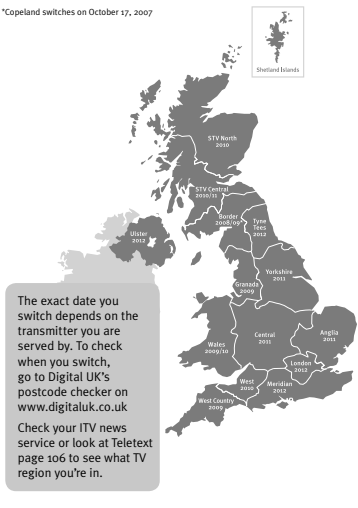 *Copeland switches on October 17, 2007
Shetland Islands
STV North
2010
STV Central
2010/11
Border
2008/09*
Tyne
Tees
2012
Ulster
2012
Yorkshire
2011
Granada
2009
Wales
2009/10
Central
2011
Anglia
2011
London
2012
West
2010
Meridian
2012
West Country
2009
The exact date you
switch depends on the
transmitter you are
served by. To check
when you switch,
go to Digital UK's
postcode checker on
www.digitaluk.co.uk
Check your ITV news
service or look at Teletext
page 106 to see what TV
region you're in.